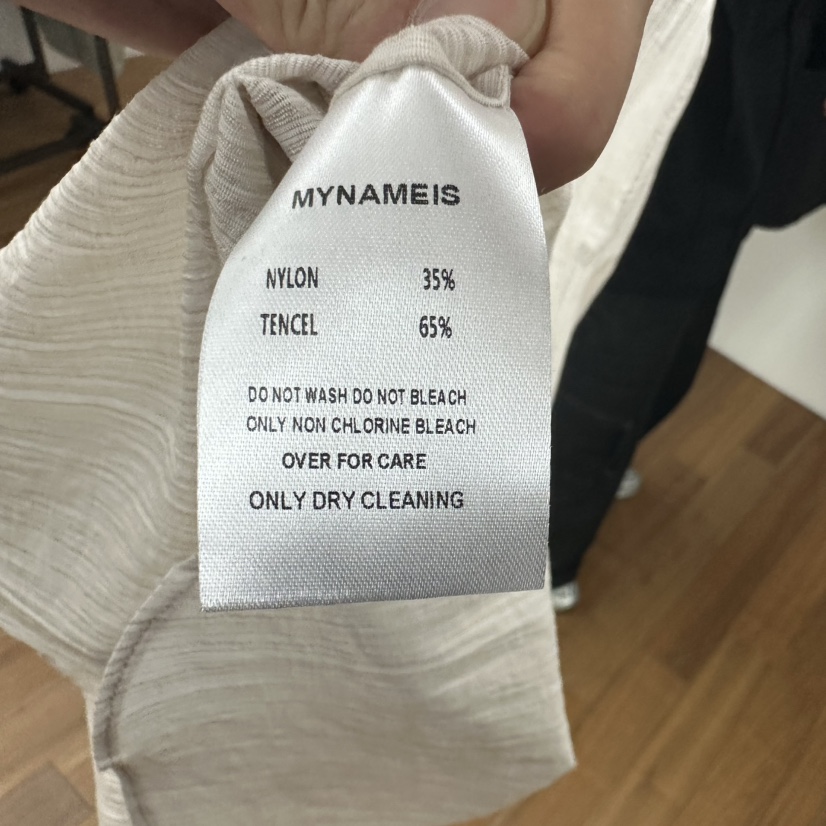 MYNAMEIS
NYLON 35%
TENCEL 65%
DO NOT WASH DO NOT BLEACH
ONLY NON CHLORINE BLEACH
OVER FOR CARE
ONLY DRY CLEANING